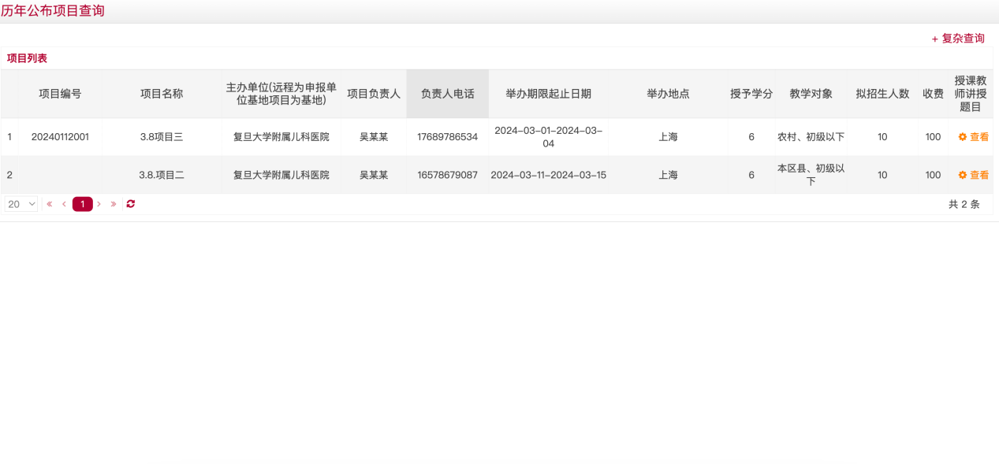 历年公布项目查询
+ 复杂查询
项目列表
项目编号 项目名称 主办单位(远程为申报单位基地项目为基地) 项目负责人 负责人电话 举办期限起止日期 举办地点 授予学分 教学对象 拟招生人数 收费 授课教师讲授题目
1 20240112001 3.8项目三 复旦大学附属儿科医院 吴某某 17689786534 2024-03-01-2024-03-04 上海 6 农村、初级以下 10 100 查看
2 3.8.项目二 复旦大学附属儿科医院 吴某某 16578679087 2024-03-11-2024-03-15 上海 6 本区县、初级以下 10 100 查看
20 1 共 2 条